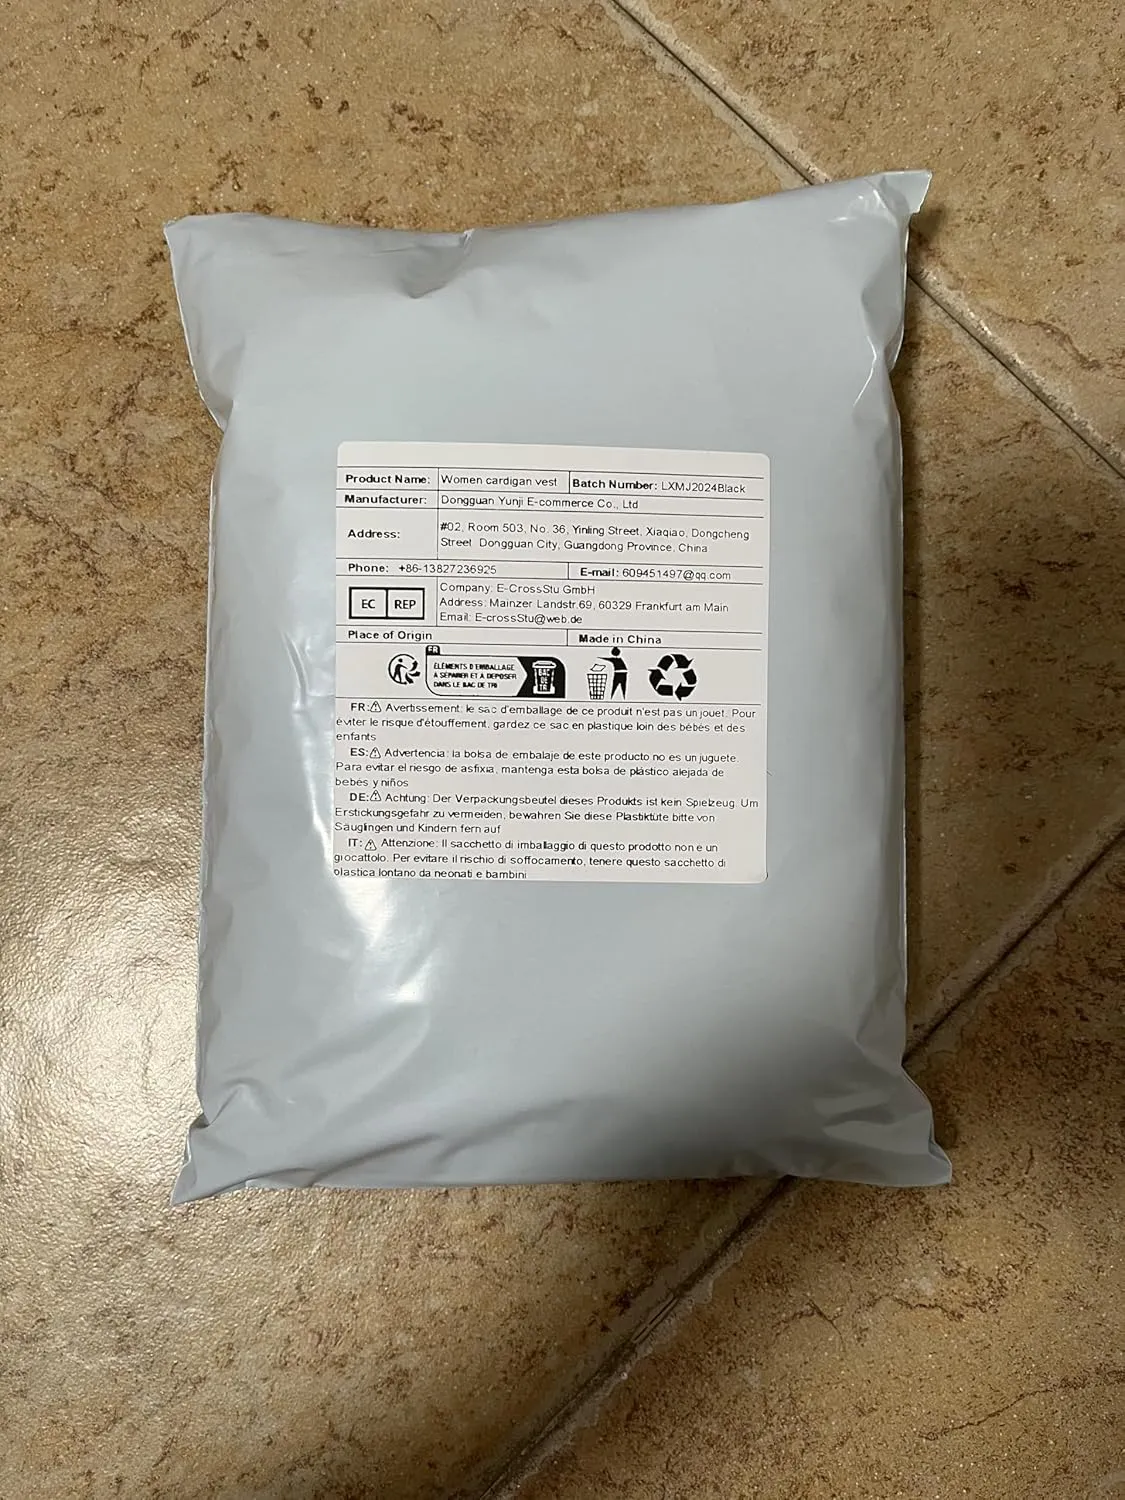 Product Name: Women cardigan vest Batch Number: LXMJ2024Black
Manufacturer: Dongguan Yunji E-commerce Co., Ltd
Address: #02, Room 503, No. 36, Yinling Street, Xiaqiao, Dongcheng
Street Dongguan City, Guangdong Province, China
Phone: +86-13827236925 E-mail: 609451497@qq.com
EC REP
Company: E-CrossStu GmbH
Address: Mainzer Landstr.69, 60329 Frankfurt am Main
Email: E-crossStu@web.de
Place of Origin Made in China
FR
ÉLÉMENTS D'EMBALLAGE
À SÉPARER ET À DÉPOSER
DANS LE BAC DE TRI
BAC
DE
TRI
FR:⚠ Avertissement: le sac d'emballage de ce produit n'est pas un jouet. Pour
éviter le risque d'étouffement, gardez ce sac en plastique loin des bébés et des
enfants
ES:⚠ Advertencia: la bolsa de embalaje de este producto no es un juguete.
Para evitar el riesgo de asfixia, mantenga esta bolsa de plástico alejada de
bebés y niños
DE:⚠ Achtung: Der Verpackungsbeutel dieses Produkts ist kein Spielzeug. Um
Erstickungsgefahr zu vermeiden, bewahren Sie diese Plastiktüte bitte von
Säuglingen und Kindern fern auf
IT:⚠ Attenzione: Il sacchetto di imballaggio di questo prodotto non è un
giocattolo. Per evitare il rischio di soffocamento, tenere questo sacchetto di
plastica lontano da neonati e bambini